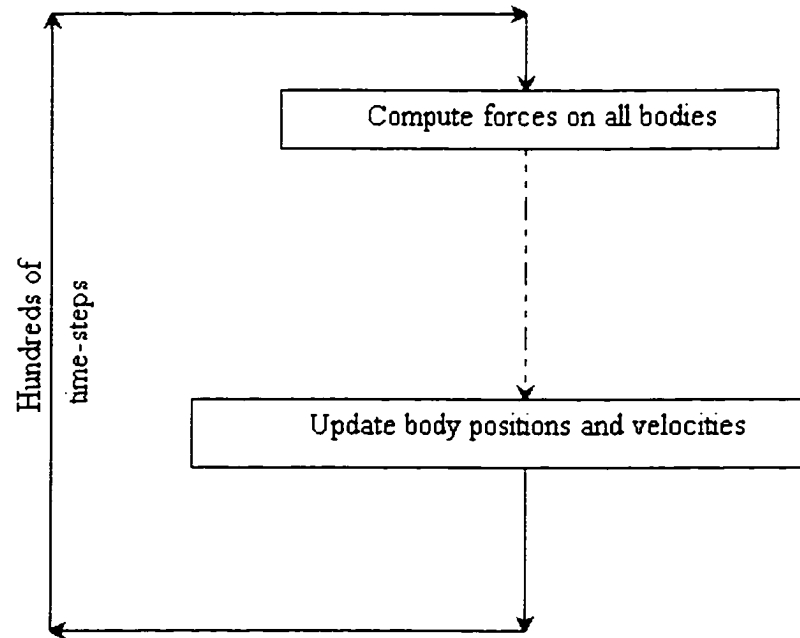 Compute forces on all bodies
Hundreds of
time-steps
Update body positions and velocities